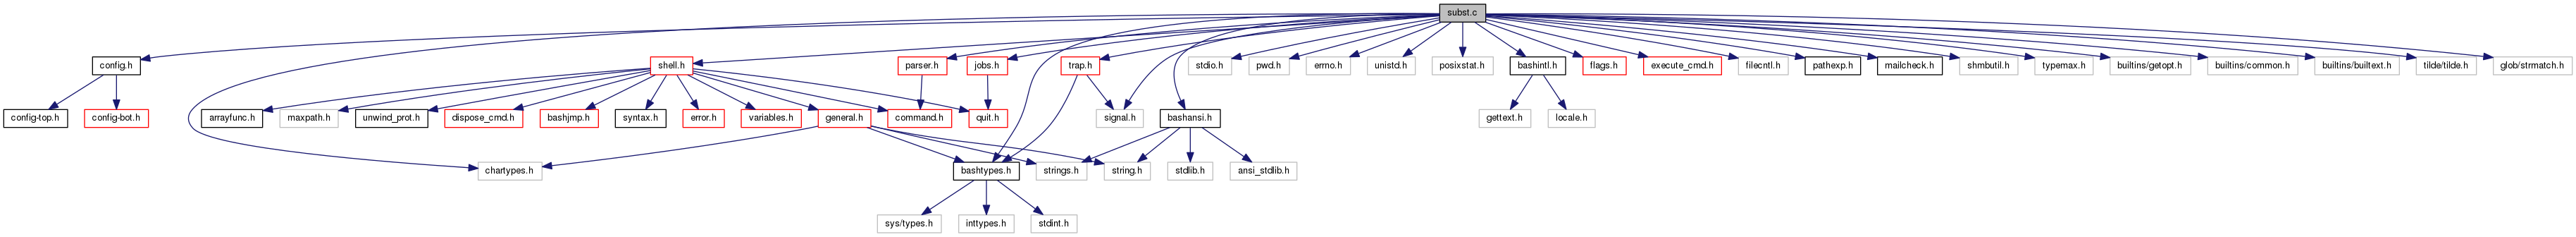 subst.c
config.h
shell.h
parser.h
jobs.h
trap.h
stdio.h
pwd.h
errno.h
unistd.h
posixstat.h
bashintl.h
flags.h
execute_cmd.h
filecntl.h
pathexp.h
mailcheck.h
shmbutil.h
typemax.h
builtins/getopt.h
builtins/common.h
builtins/builtext.h
tilde/tilde.h
glob/strmatch.h
config-top.h
config-bot.h
arrayfunc.h
maxpath.h
unwind_prot.h
dispose_cmd.h
bashjmp.h
syntax.h
error.h
variables.h
general.h
command.h
quit.h
signal.h
bashansi.h
gettext.h
locale.h
chartypes.h
bashtypes.h
strings.h
string.h
stdlib.h
ansi_stdlib.h
sys/types.h
inttypes.h
stdint.h